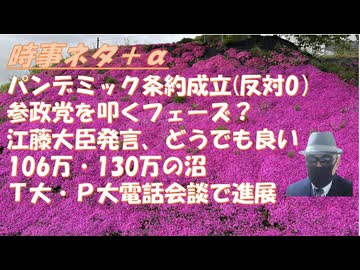 時事ネタ＋α
パンデミック条約成立(反対0)
参政党を叩くフェーズ？
江藤大臣発言、どうでも良い
106万・130万の沼
Ｔ大・Ｐ大電話会談で進展